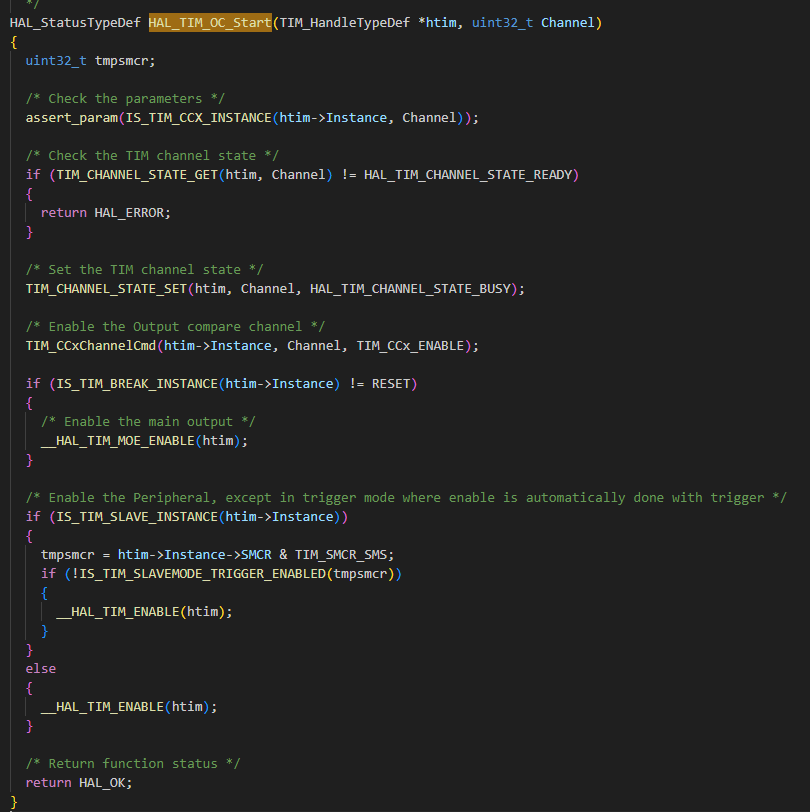 */
HAL_StatusTypeDef HAL_TIM_OC_Start(TIM_HandleTypeDef *htim, uint32_t Channel)
{
  uint32_t tmpsmcr;

  /* Check the parameters */
  assert_param(IS_TIM_CCX_INSTANCE(htim->Instance, Channel));

  /* Check the TIM channel state */
  if (TIM_CHANNEL_STATE_GET(htim, Channel) != HAL_TIM_CHANNEL_STATE_READY)
  {
    return HAL_ERROR;
  }

  /* Set the TIM channel state */
  TIM_CHANNEL_STATE_SET(htim, Channel, HAL_TIM_CHANNEL_STATE_BUSY);

  /* Enable the Output compare channel */
  TIM_CCxChannelCmd(htim->Instance, Channel, TIM_CCx_ENABLE);

  if (IS_TIM_BREAK_INSTANCE(htim->Instance) != RESET)
  {
    /* Enable the main output */
    __HAL_TIM_MOE_ENABLE(htim);
  }

  /* Enable the Peripheral, except in trigger mode where enable is automatically done with trigger */
  if (IS_TIM_SLAVE_INSTANCE(htim->Instance))
  {
    tmpsmcr = htim->Instance->SMCR & TIM_SMCR_SMS;
    if (!IS_TIM_SLAVEMODE_TRIGGER_ENABLED(tmpsmcr))
    {
      __HAL_TIM_ENABLE(htim);
    }
  }
  else
  {
    __HAL_TIM_ENABLE(htim);
  }

  /* Return function status */
  return HAL_OK;
}